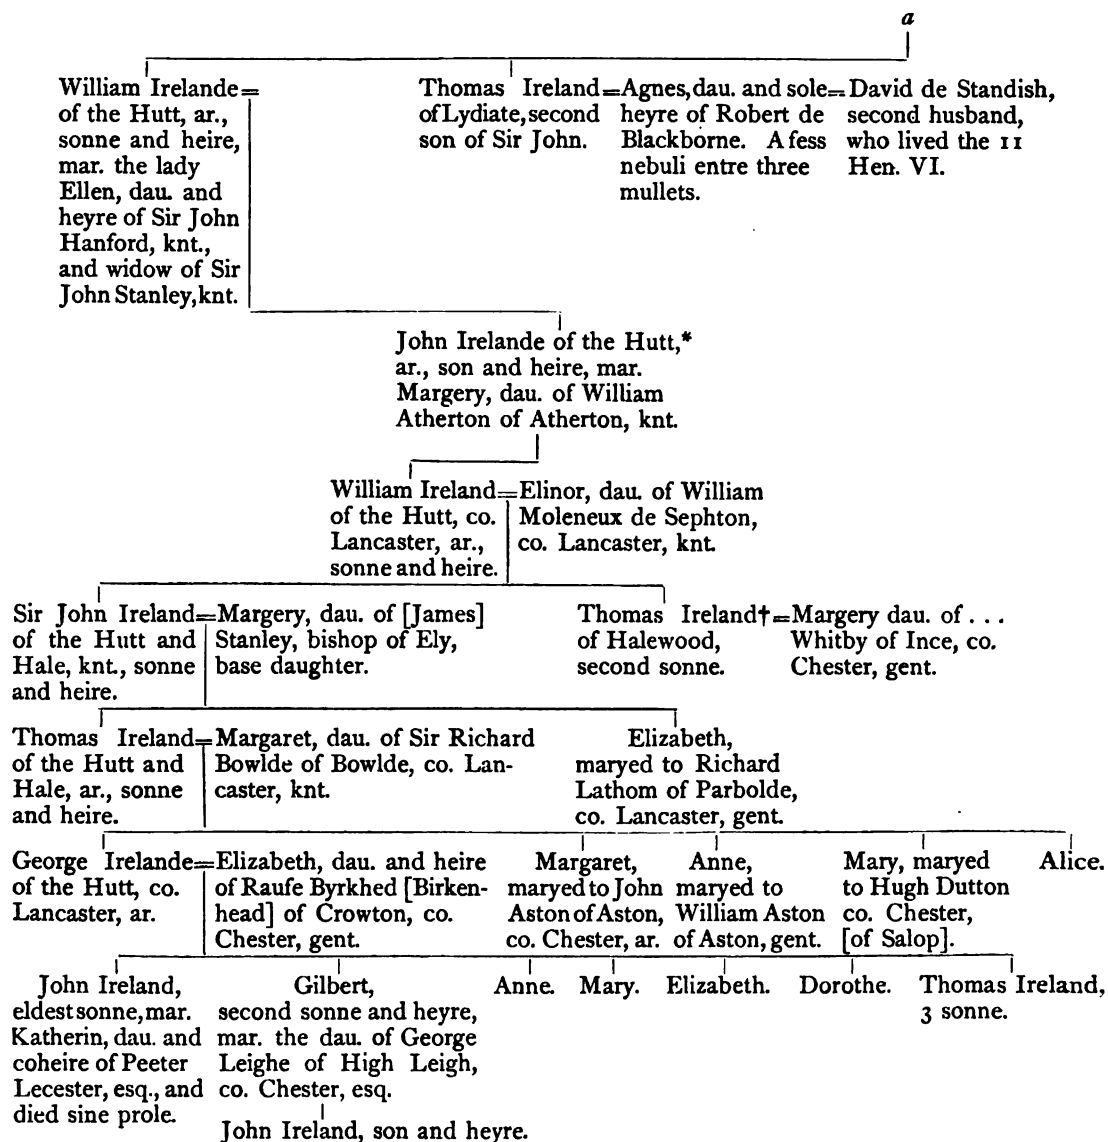 a
William Irelande=
of the Hutt, ar.,
sonne and heire,
mar. the lady
Ellen, dau. and
heyre of Sir John
Hanford, knt.,
and widow of Sir
John Stanley, knt.
Thomas Ireland=
of Lydiate, second
son of Sir John.
Agnes, dau. and sole=
heyre of Robert de
Blackborne. A fess
nebuli entre three
mullets.
David de Standish,
second husband,
who lived the 11
Hen. VI.
John Irelande of the Hutt,*
ar., son and heire, mar.
Margery, dau. of William
Atherton of Atherton, knt.
William Ireland=
of the Hutt, co.
Lancaster, ar.,
sonne and heire.
Elinor, dau. of William
Moleneux de Sephton,
co. Lancaster, knt.
Sir John Ireland=
of the Hutt and
Hale, knt., sonne
and heire.
Margery, dau. of [James]
Stanley, bishop of Ely,
base daughter.
Thomas Ireland†=
of Halewood,
second sonne.
Margery dau. of . . .
Whitby of Ince, co.
Chester, gent.
Thomas Ireland=
of the Hutt and
Hale, ar., sonne
and heire.
Margaret, dau. of Sir Richard
Bowlde of Bowlde, co. Lan-
caster, knt.
Elizabeth,
maryed to Richard
Lathom of Parbolde,
co. Lancaster, gent.
George Irelande=
of the Hutt, co.
Lancaster, ar.
Elizabeth, dau. and heire
of Raufe Byrkhed [Birken-
head] of Crowton, co.
Chester, gent.
Margaret,
maryed to John
Aston of Aston,
co. Chester, ar.
Anne,
maryed to
William Aston
of Aston, gent.
Mary, maryed
to Hugh Dutton
co. Chester,
[of Salop].
Alice.
John Ireland,
eldest sonne, mar.
Katherin, dau. and
coheire of Peeter
Lecester, esq., and
died sine prole.
Gilbert,
second sonne and heyre,
mar. the dau. of George
Leighe of High Leigh,
co. Chester, esq.
Anne.
Mary.
Elizabeth.
Dorothe.
Thomas Ireland,
3 sonne.
John Ireland, son and heyre.